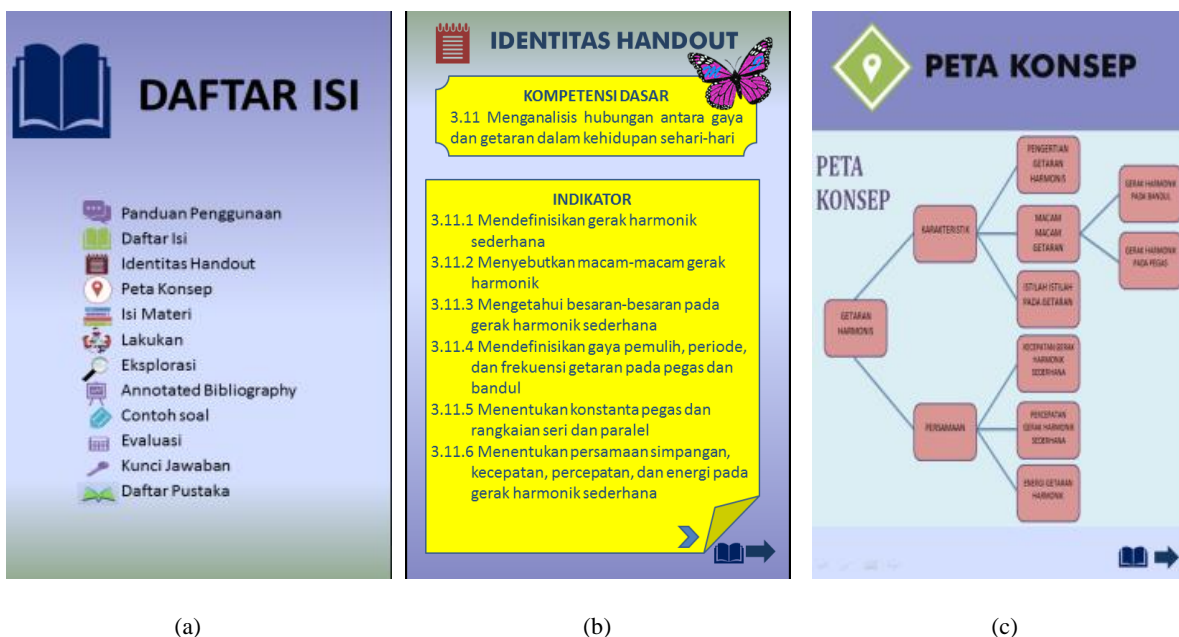 DAFTAR ISI
Panduan Penggunaan
Daftar Isi
Identitas Handout
Peta Konsep
Isi Materi
Lakukan
Eksplorasi
Annotated Bibliography
Contoh soal
Evaluasi
Kunci Jawaban
Daftar Pustaka
(a)
IDENTITAS HANDOUT
KOMPETENSI DASAR
3.11 Menganalisis hubungan antara gaya
dan getaran dalam kehidupan sehari-hari
INDIKATOR
3.11.1 Mendefinisikan gerak harmonik
sederhana
3.11.2 Menyebutkan macam-macam gerak
harmonik
3.11.3 Mengetahui besaran-besaran pada
gerak harmonik sederhana
3.11.4 Mendefinisikan gaya pemulih, periode,
dan frekuensi getaran pada pegas dan
bandul
3.11.5 Menentukan konstanta pegas dan
rangkaian seri dan paralel
3.11.6 Menentukan persamaan simpangan,
kecepatan, percepatan, dan energi pada
gerak harmonik sederhana
(b)
PETA KONSEP
PETA
KONSEP
GETARAN
HARMONIS
KARAKTERISTIK
PENGERTIAN
GETARAN
HARMONIS
MACAM
MACAM
GETARAN
GERAK HARMONIK
PADA BANDUL
GERAK HARMONIK
PADA PEGAS
ISTILAH ISTILAH
PADA GETARAN
PERSAMAAN
KECEPATAN GERAK
HARMONIK
SEDERHANA
PERCEPATAN
GERAK HARMONIK
SEDERHANA
ENERGI GETARAN
HARMONIK
(c)